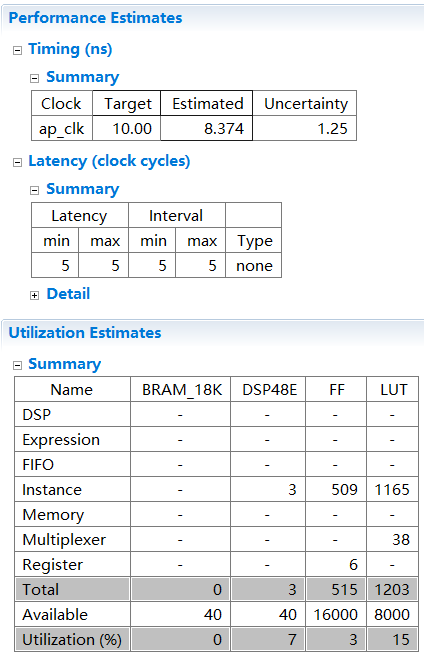 Performance Estimates
Timing (ns)
Summary
Clock Target Estimated Uncertainty
ap_clk 10.00 8.374 1.25
Latency (clock cycles)
Summary
Latency Interval
min max min max Type
5 5 5 5 none
Detail
Utilization Estimates
Summary
Name BRAM_18K DSP48E FF LUT
DSP - - - -
Expression - - - -
FIFO - - - -
Instance - 3 509 1165
Memory - - - -
Multiplexer - - - 38
Register - - 6 -
Total 0 3 515 1203
Available 40 40 16000 8000
Utilization (%) 0 7 3 15